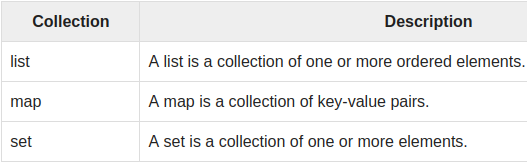 Collection Description
list A list is a collection of one or more ordered elements.
map A map is a collection of key-value pairs.
set A set is a collection of one or more elements.